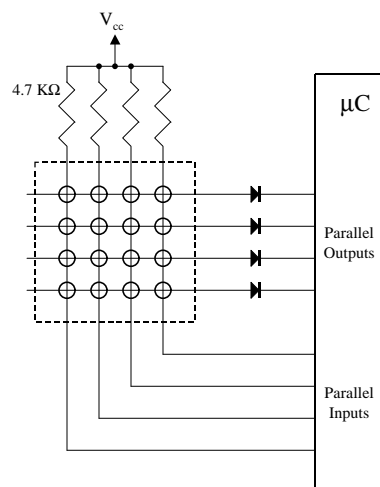 Vcc
4.7 KΩ
μC
Parallel
Outputs
Parallel
Inputs